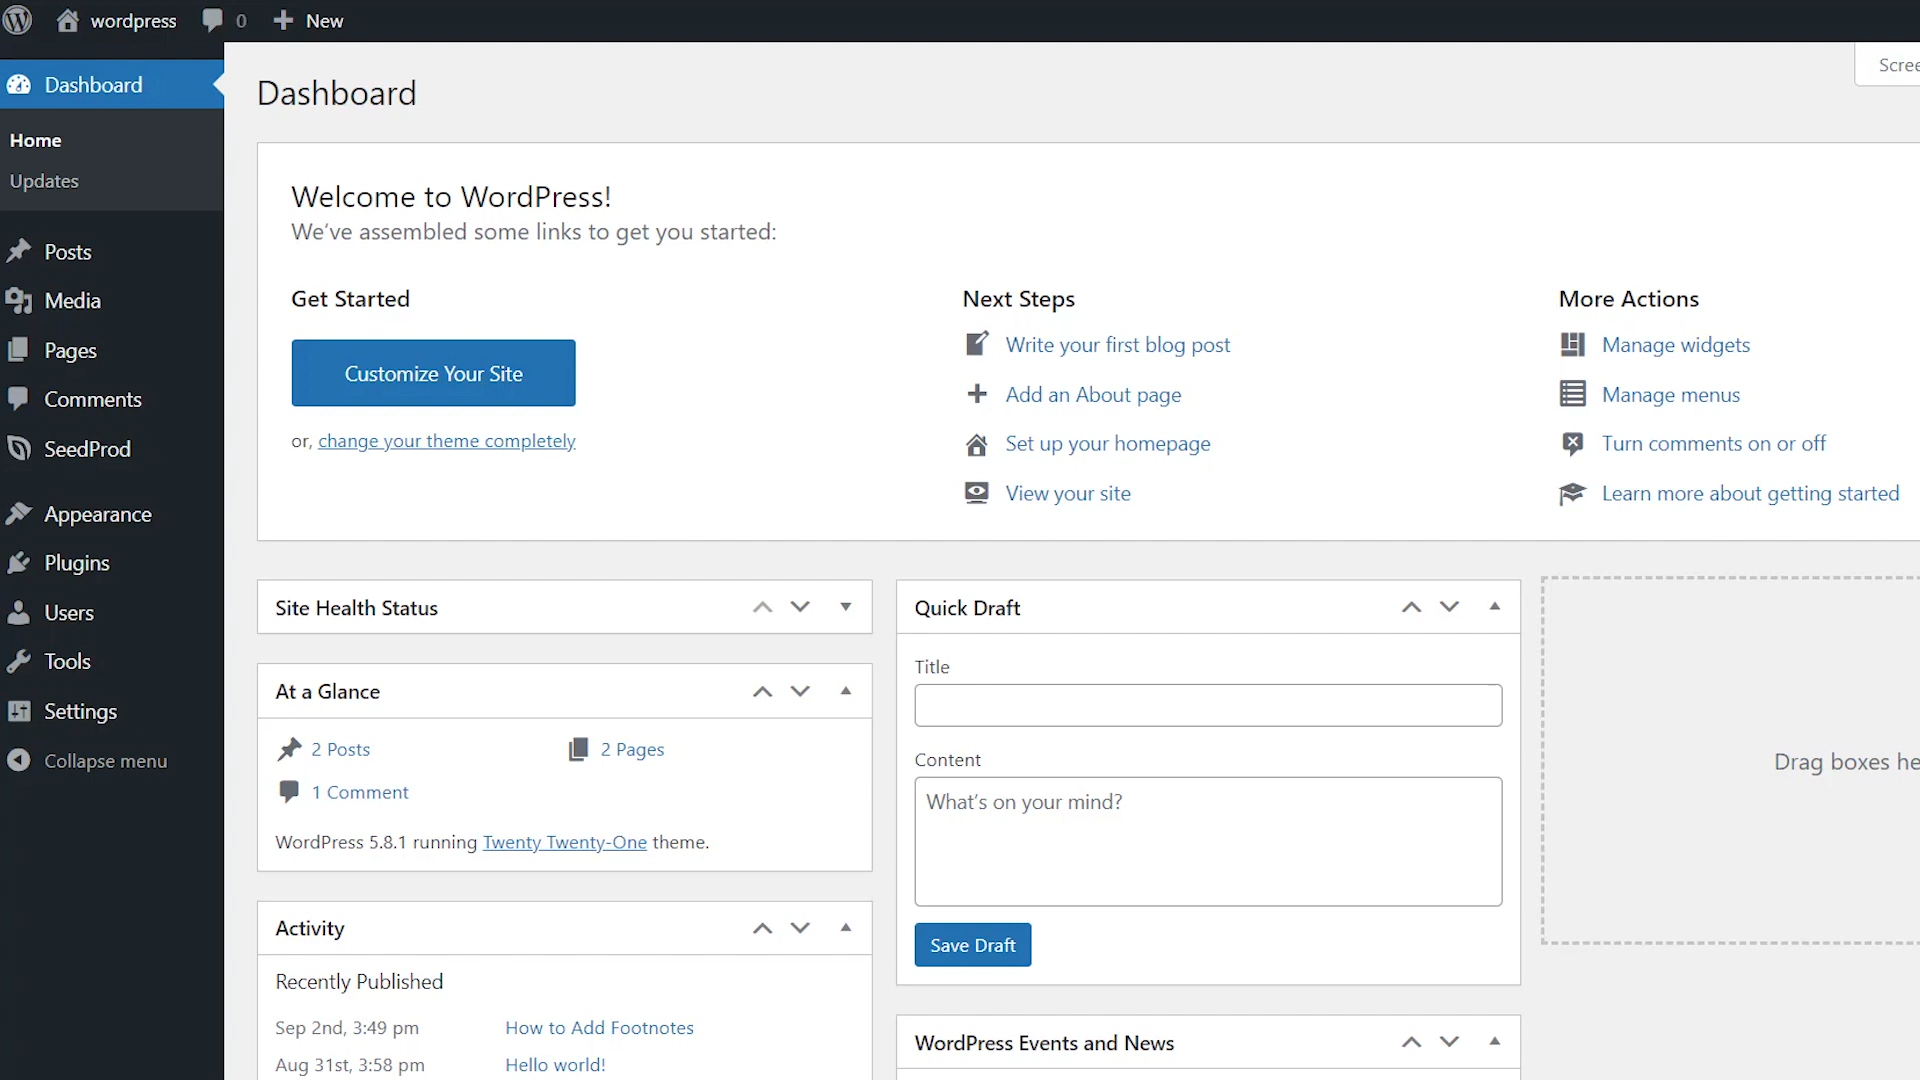 wordpress 0 New
Scree
Dashboard
Home
Updates
Posts
Media
Pages
Comments
SeedProd
Appearance
Plugins
Users
Tools
Settings
Collapse menu
Dashboard
Welcome to WordPress!
We've assembled some links to get you started:
Get Started
Customize Your Site
or, change your theme completely
Next Steps
Write your first blog post
Add an About page
Set up your homepage
View your site
More Actions
Manage widgets
Manage menus
Turn comments on or off
Learn more about getting started
Site Health Status
At a Glance
2 Posts
2 Pages
1 Comment
WordPress 5.8.1 running Twenty Twenty-One theme.
Activity
Recently Published
Sep 2nd, 3:49 pm How to Add Footnotes
Aug 31st, 3:58 pm Hello world!
Quick Draft
Title
Content
What's on your mind?
Save Draft
WordPress Events and News
Drag boxes he